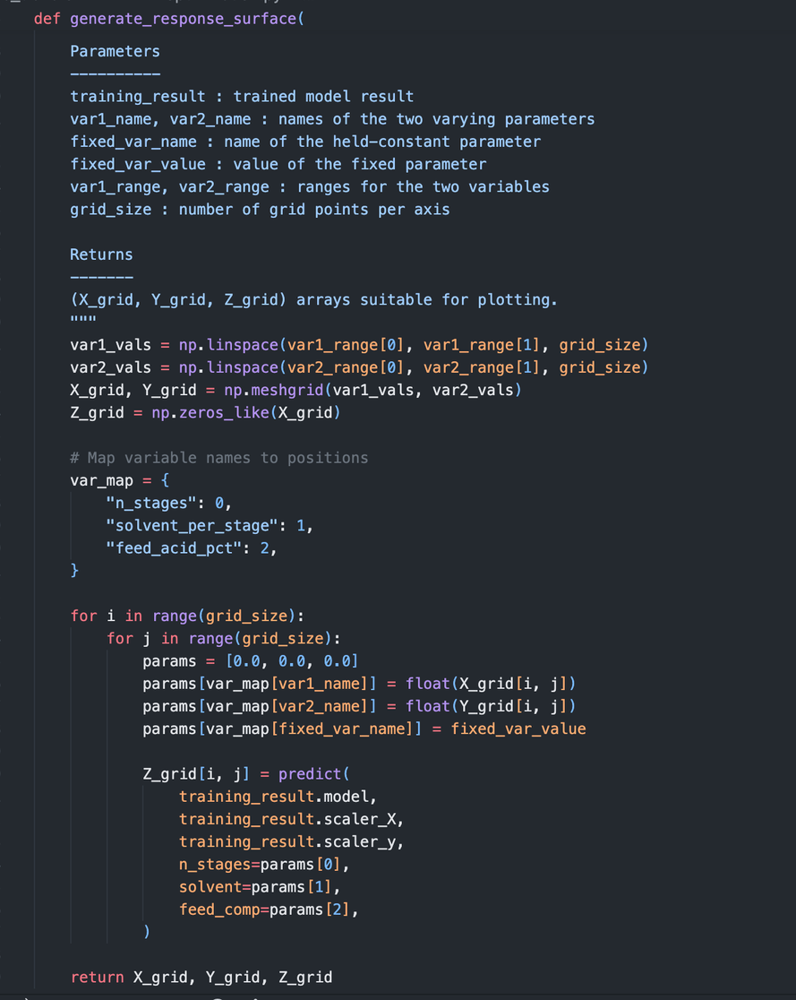 def generate_response_surface(
Parameters
----------
training_result : trained model result
var1_name, var2_name : names of the two varying parameters
fixed_var_name : name of the held-constant parameter
fixed_var_value : value of the fixed parameter
var1_range, var2_range : ranges for the two variables
grid_size : number of grid points per axis
Returns
-------
(X_grid, Y_grid, Z_grid) arrays suitable for plotting.
"""
var1_vals = np.linspace(var1_range[0], var1_range[1], grid_size)
var2_vals = np.linspace(var2_range[0], var2_range[1], grid_size)
X_grid, Y_grid = np.meshgrid(var1_vals, var2_vals)
Z_grid = np.zeros_like(X_grid)
# Map variable names to positions
var_map = {
"n_stages": 0,
"solvent_per_stage": 1,
"feed_acid_pct": 2,
}
for i in range(grid_size):
for j in range(grid_size):
params = [0.0, 0.0, 0.0]
params[var_map[var1_name]] = float(X_grid[i, j])
params[var_map[var2_name]] = float(Y_grid[i, j])
params[var_map[fixed_var_name]] = fixed_var_value
Z_grid[i, j] = predict(
training_result.model,
training_result.scaler_X,
training_result.scaler_y,
n_stages=params[0],
solvent=params[1],
feed_comp=params[2],
)
return X_grid, Y_grid, Z_grid